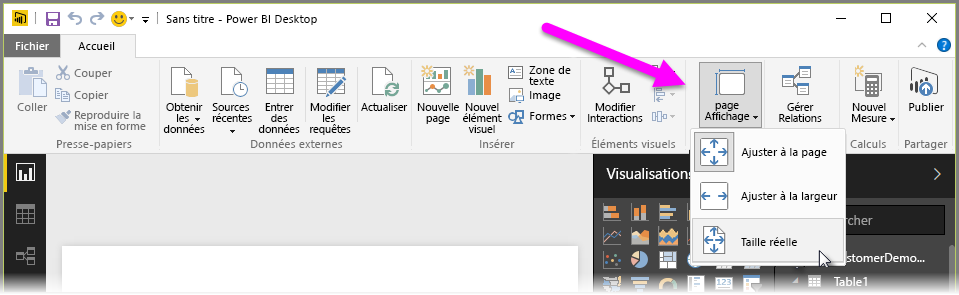 Sans titre - Power BI Desktop
Fichier
Accueil
Coller
Couper
Copier
Reproduire la
mise en forme
Presse-papiers
Obtenir
les
données
Sources
récentes
Entrer
des
données
Modifier
les
requêtes
Actualiser
Données externes
Nouvelle
page
Nouvel
élément
visuel
Zone de
texte
Image
Formes
Insérer
Modifier
Interactions
Éléments visuels
page
Affichage
Gérer
Relations
Nouvel
Mesure
Calculs
Publier
Partager
Ajuster à la page
Ajuster à la largeur
Taille réelle
Visualisations
rcher
ustomerDemo...
Table1